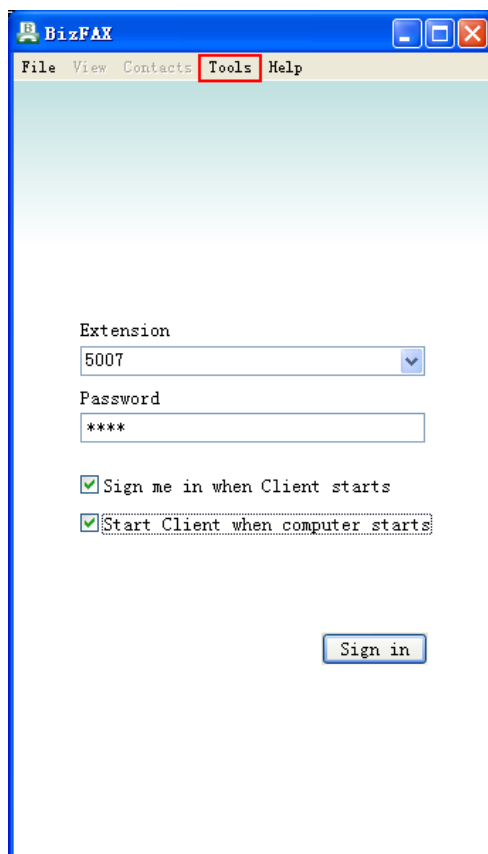 BizFAX
File View Contacts Tools Help
Extension
5007
Password
****
Sign me in when Client starts
Start Client when computer starts
Sign in